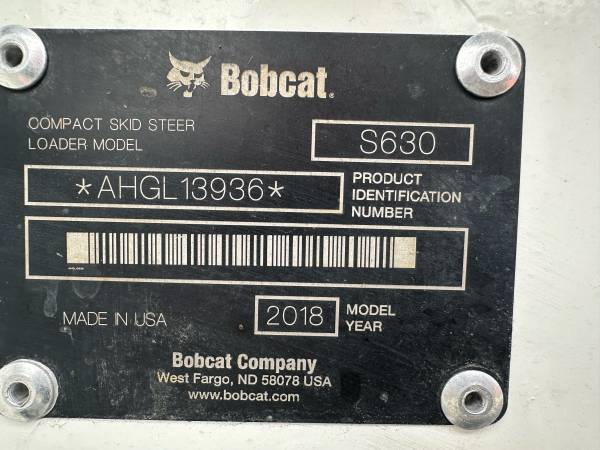 Bobcat®
COMPACT SKID STEER
LOADER MODEL
S630
*AHGL13936*
PRODUCT
IDENTIFICATION
NUMBER
MADE IN USA
2018
MODEL
YEAR
Bobcat Company
West Fargo, ND 58078 USA
www.bobcat.com